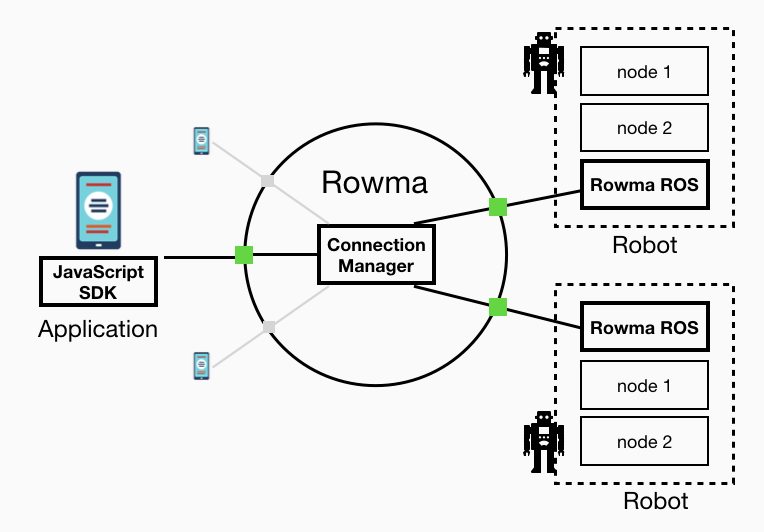 node 1
node 2
Rowma ROS
Robot
Rowma
Connection
Manager
JavaScript
SDK
Application
Rowma ROS
node 1
node 2
Robot